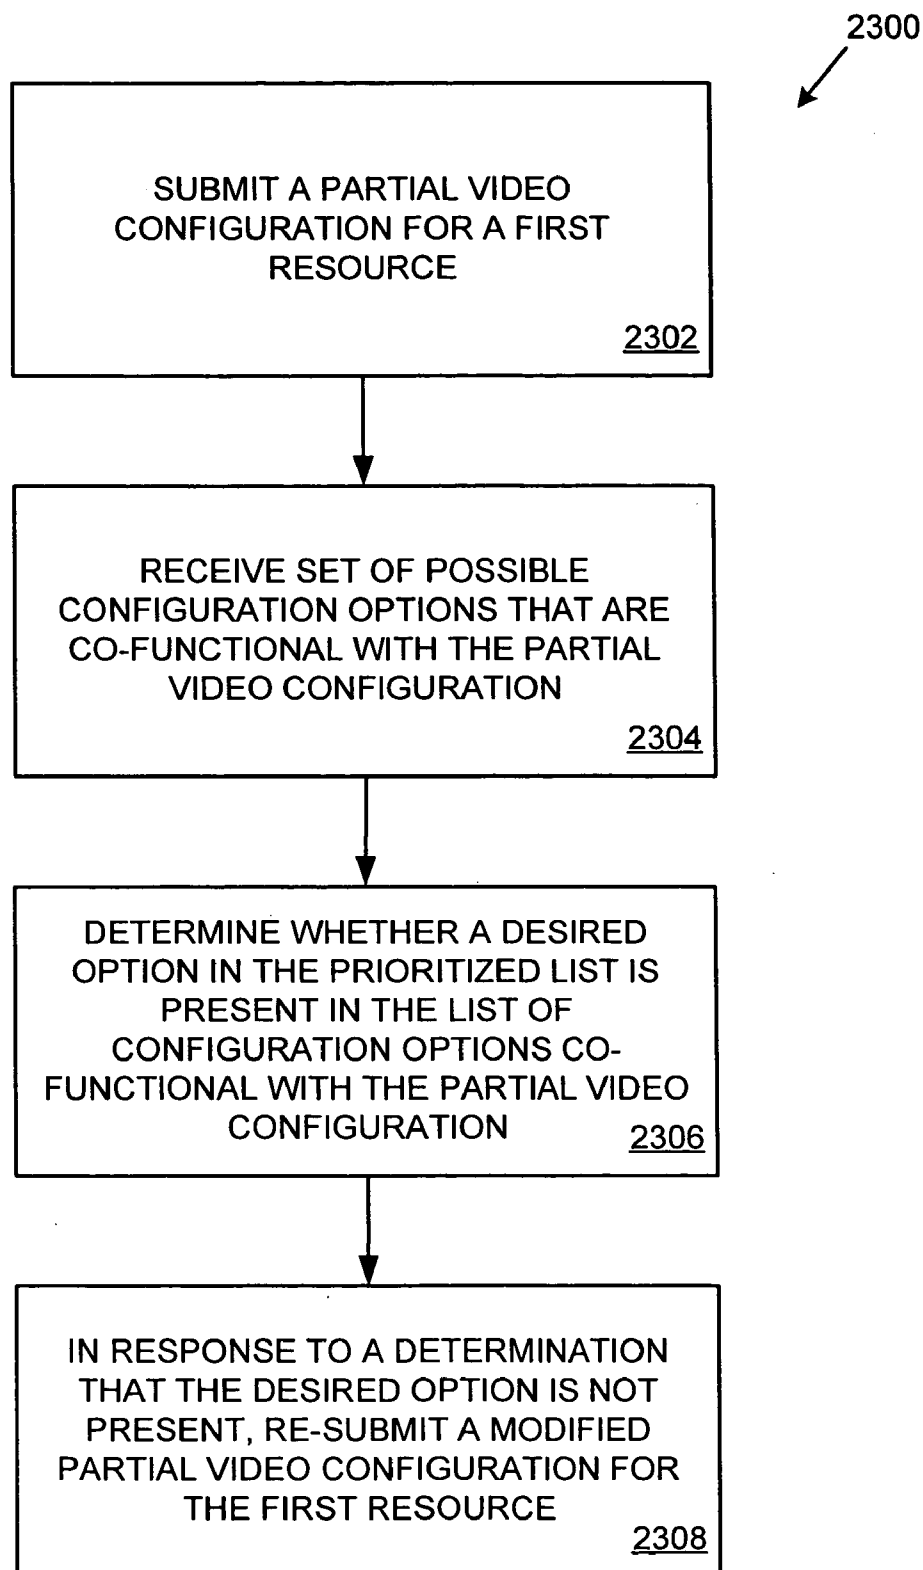 2300
SUBMIT A PARTIAL VIDEO
CONFIGURATION FOR A FIRST
RESOURCE
2302
RECEIVE SET OF POSSIBLE
CONFIGURATION OPTIONS THAT ARE
CO-FUNCTIONAL WITH THE PARTIAL
VIDEO CONFIGURATION
2304
DETERMINE WHETHER A DESIRED
OPTION IN THE PRIORITIZED LIST IS
PRESENT IN THE LIST OF
CONFIGURATION OPTIONS CO-
FUNCTIONAL WITH THE PARTIAL VIDEO
CONFIGURATION
2306
IN RESPONSE TO A DETERMINATION
THAT THE DESIRED OPTION IS NOT
PRESENT, RE-SUBMIT A MODIFIED
PARTIAL VIDEO CONFIGURATION FOR
THE FIRST RESOURCE
2308